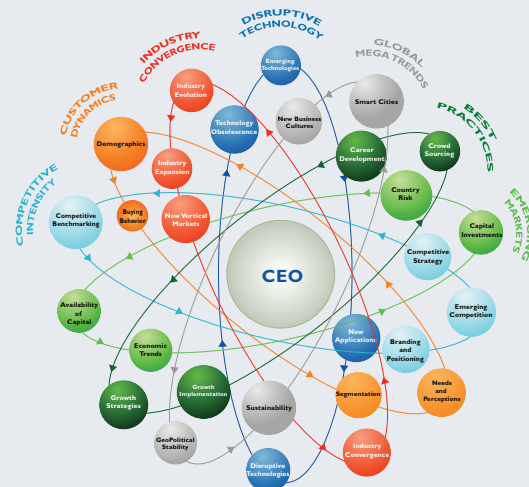 DISRUPTIVE
TECHNOLOGY
INDUSTRY
CONVERGENCE
GLOBAL
MEGA TRENDS
CUSTOMER
DYNAMICS
BEST
PRACTICES
COMPETITIVE
INTENSITY
EMERGING
MARKETS
Emerging
Technologies
Industry
Evolution
Smart Cities
New Business
Cultures
Technology
Obsolescence
Demographics
Career
Development
Crowd
Sourcing
Industry
Expansion
Country
Risk
Competitive
Benchmarking
Buying
Behavior
New Vertical
Markets
Capital
Investments
Competitive
Strategy
CEO
Availability
of
Capital
Emerging
Competition
Economic
Trends
New
Applications
Branding
and
Positioning
Growth
Strategies
Growth
Implementation
Sustainability
Segmentation
Needs
and
Perceptions
GeoPolitical
Stability
Industry
Convergence
Disruptive
Technologies